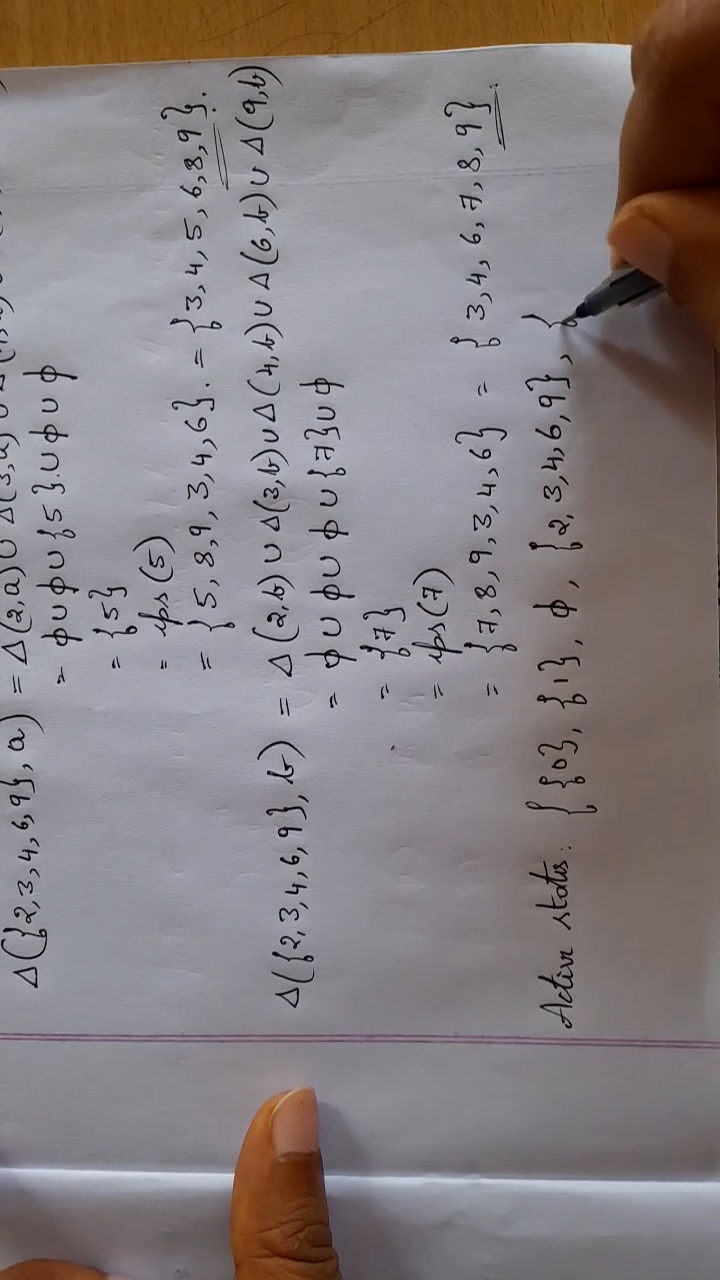 Δ({2,3,4,6,9}, a) = Δ(2,a) ∪ Δ(3,a) ∪
= ϕ ∪ ϕ ∪ {5}. ∪ ϕ ∪ ϕ
= {5}
= eps(5)
= {5, 8, 9, 3, 4, 6}. = {3, 4, 5, 6, 8, 9}.
Δ({2,3,4,6,9}, b) = Δ(2,b) ∪ Δ(3,b) ∪ Δ(4,b) ∪ Δ(6,b) ∪ Δ(9,b)
= ϕ ∪ ϕ ∪ ϕ ∪ {7} ∪ ϕ
= {7}
= eps(7)
= {7, 8, 9, 3, 4, 6} = {3, 4, 6, 7, 8, 9}.
Active states: {{0}, {1}, ϕ, {2,3,4,6,9}, {